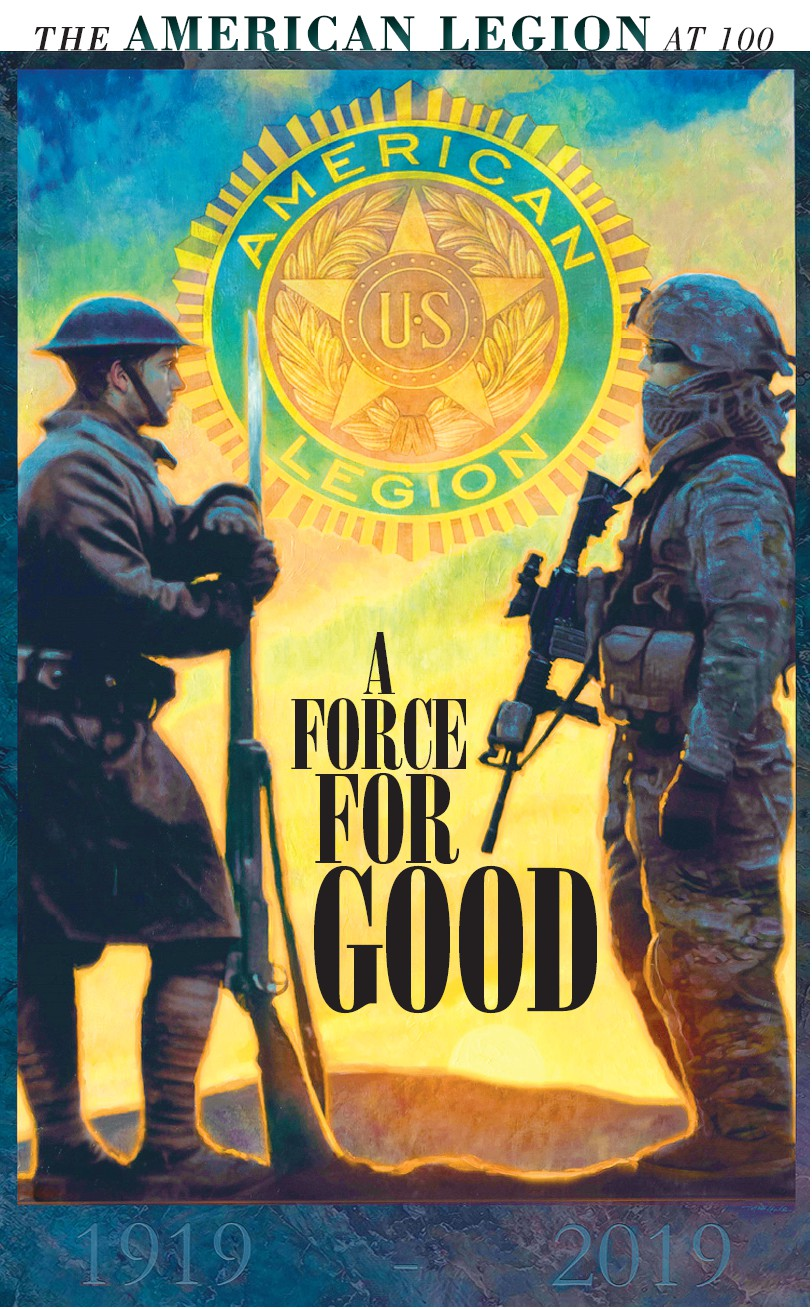 THE AMERICAN LEGION AT 100
AMERICAN
U·S
LEGION
A
FORCE
FOR
GOOD
1919 - 2019